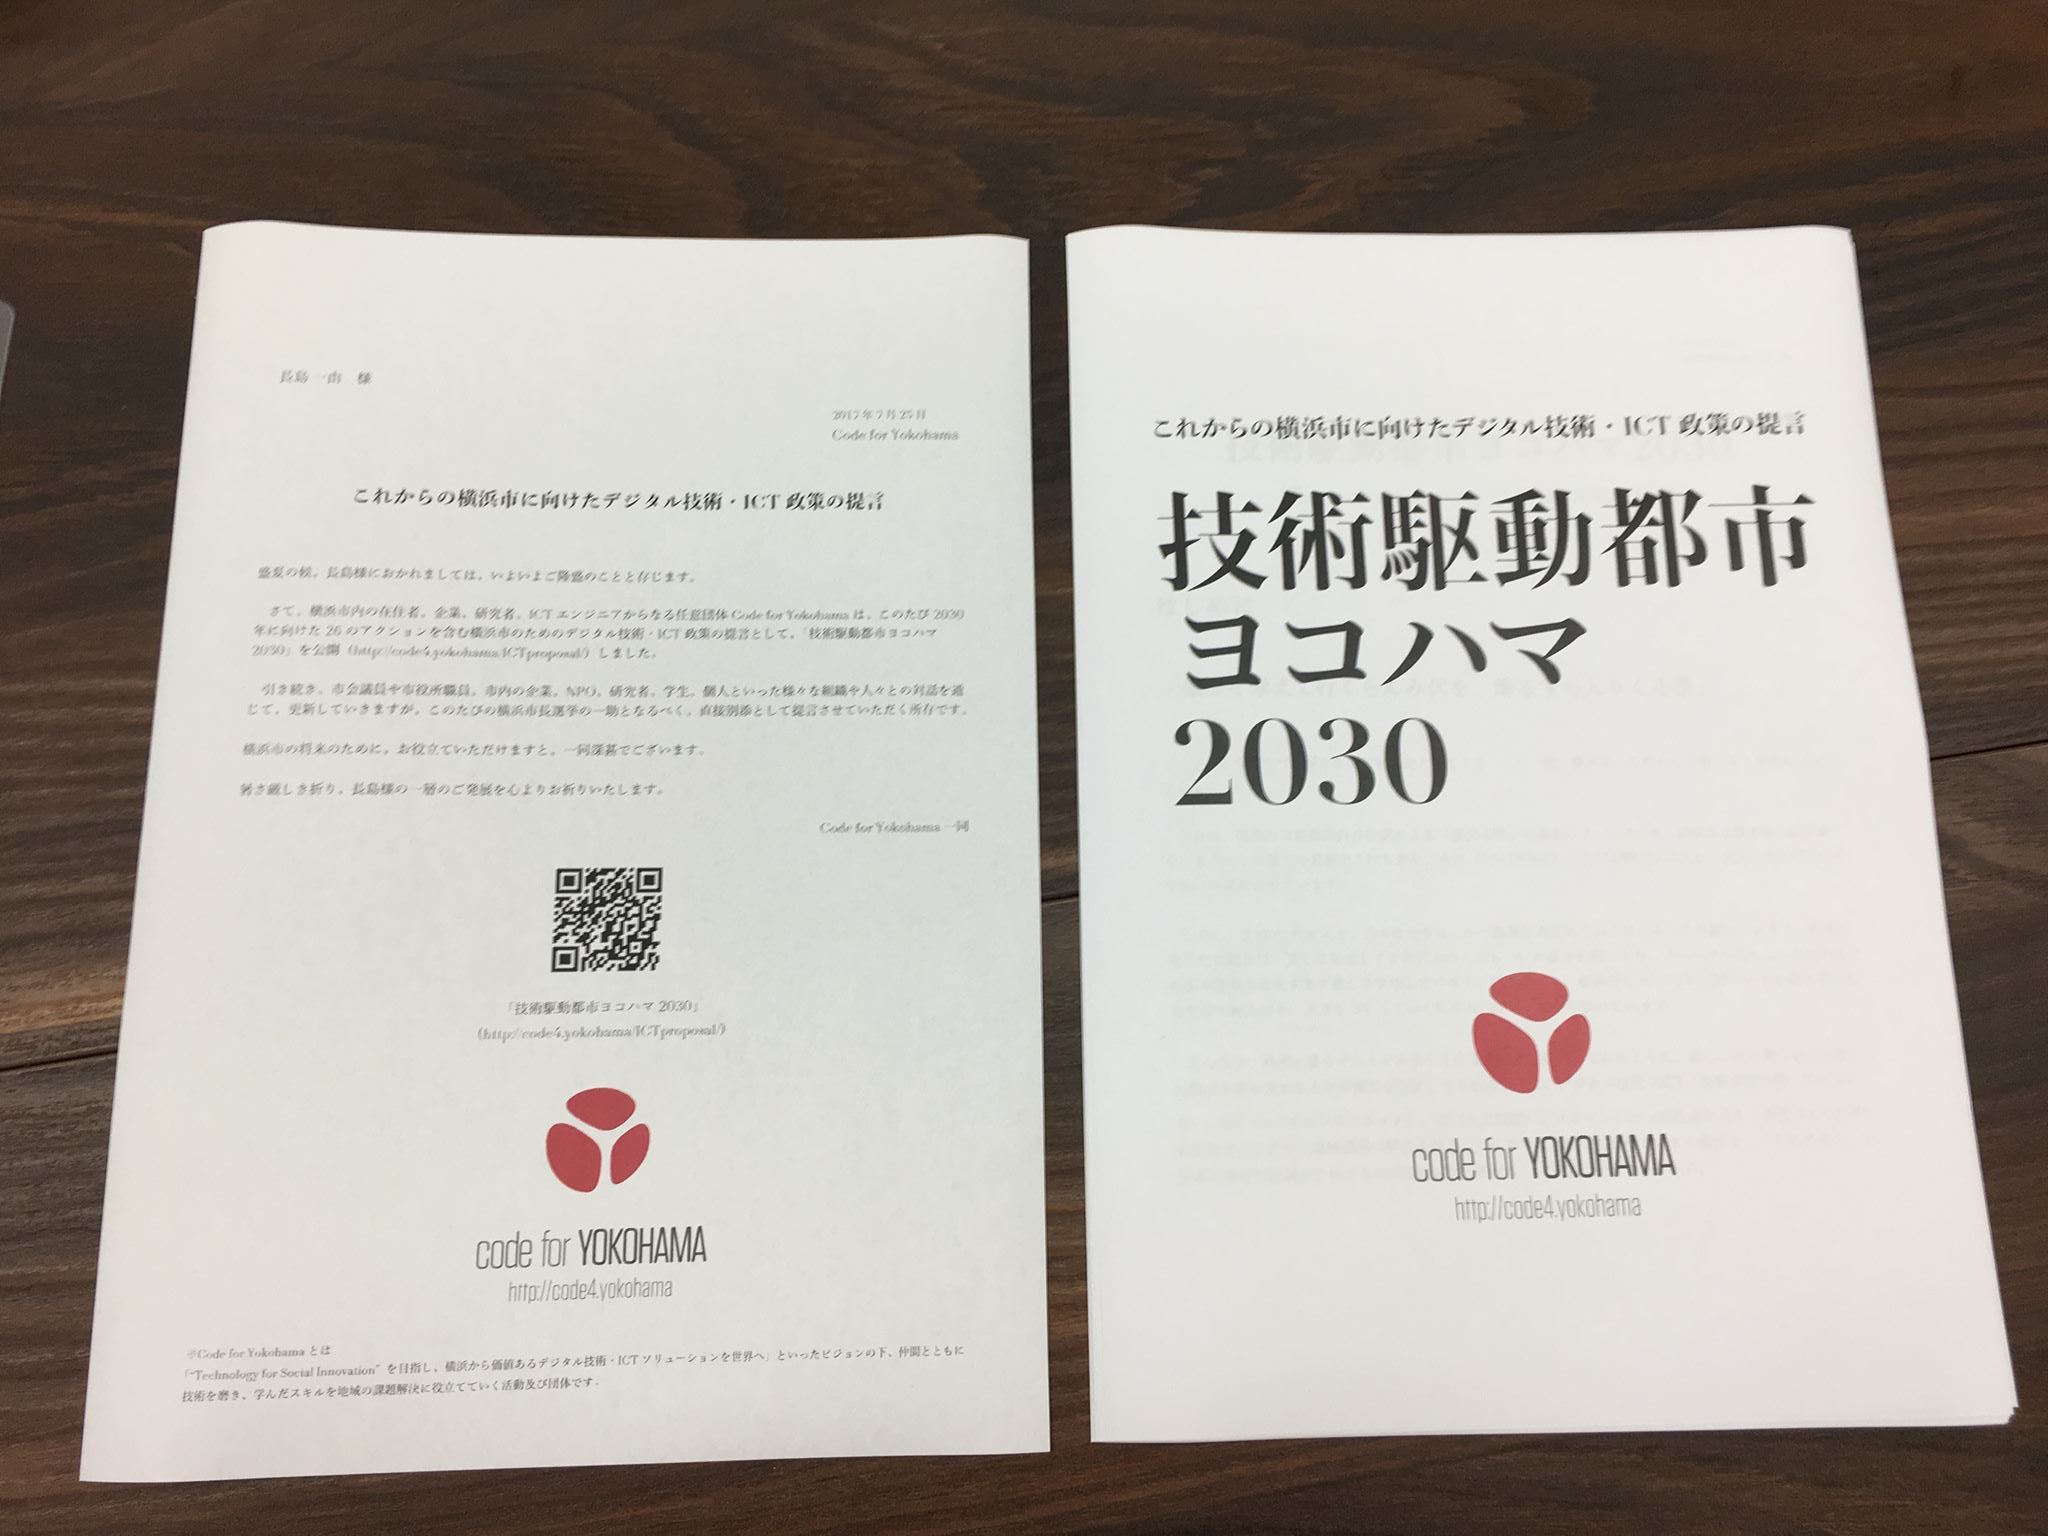 長島一由 様
2017年7月25日
Code for Yokohama
これからの横浜市に向けたデジタル技術・ICT 政策の提言
盛夏の候、長島様におかれましては、いよいよご隆盛のことと存じます。
さて、横浜市内の在住者、企業、研究者、ICT エンジニアからなる任意団体 Code for Yokohama は、このたび 2030
年に向けた 26 のアクションを含む横浜市のためのデジタル技術・ICT 政策の提言として、「技術駆動都市ヨコハマ
2030」を公開（http://code4.yokohama/ICTproposal/）しました。
引き続き、市会議員や市役所職員、市内の企業、NPO、研究者、学生、個人といった様々な組織や人々との対話を通
じて、更新していきますが、このたびの横浜市長選挙の一助となるべく、直接別添として提言させていただく所存です。
横浜市の将来のために、お役立ていただけますと、一同深甚でございます。
暑さ厳しき折り、長島様の一層のご発展を心よりお祈りいたします。
Code for Yokohama 一同
「技術駆動都市ヨコハマ 2030」
（http://code4.yokohama/ICTproposal/）
code for YOKOHAMA
http://code4.yokohama
※Code for Yokohama とは
「"Technology for Social Innovation" を目指し、横浜から価値あるデジタル技術・ICT ソリューションを世界へ」といったビジョンの下、仲間とともに
技術を磨き、学んだスキルを地域の課題解決に役立てていく活動及び団体です。
これからの横浜市に向けたデジタル技術・ICT 政策の提言
技術駆動都市
ヨコハマ
2030
code for YOKOHAMA
http://code4.yokohama